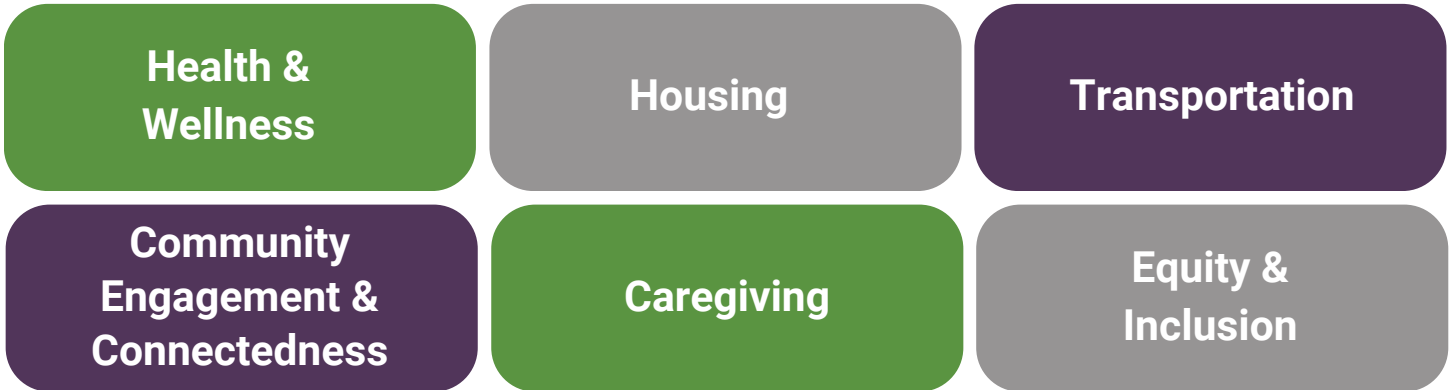 Health &
Wellness
Housing
Transportation
Community
Engagement &
Connectedness
Caregiving
Equity &
Inclusion